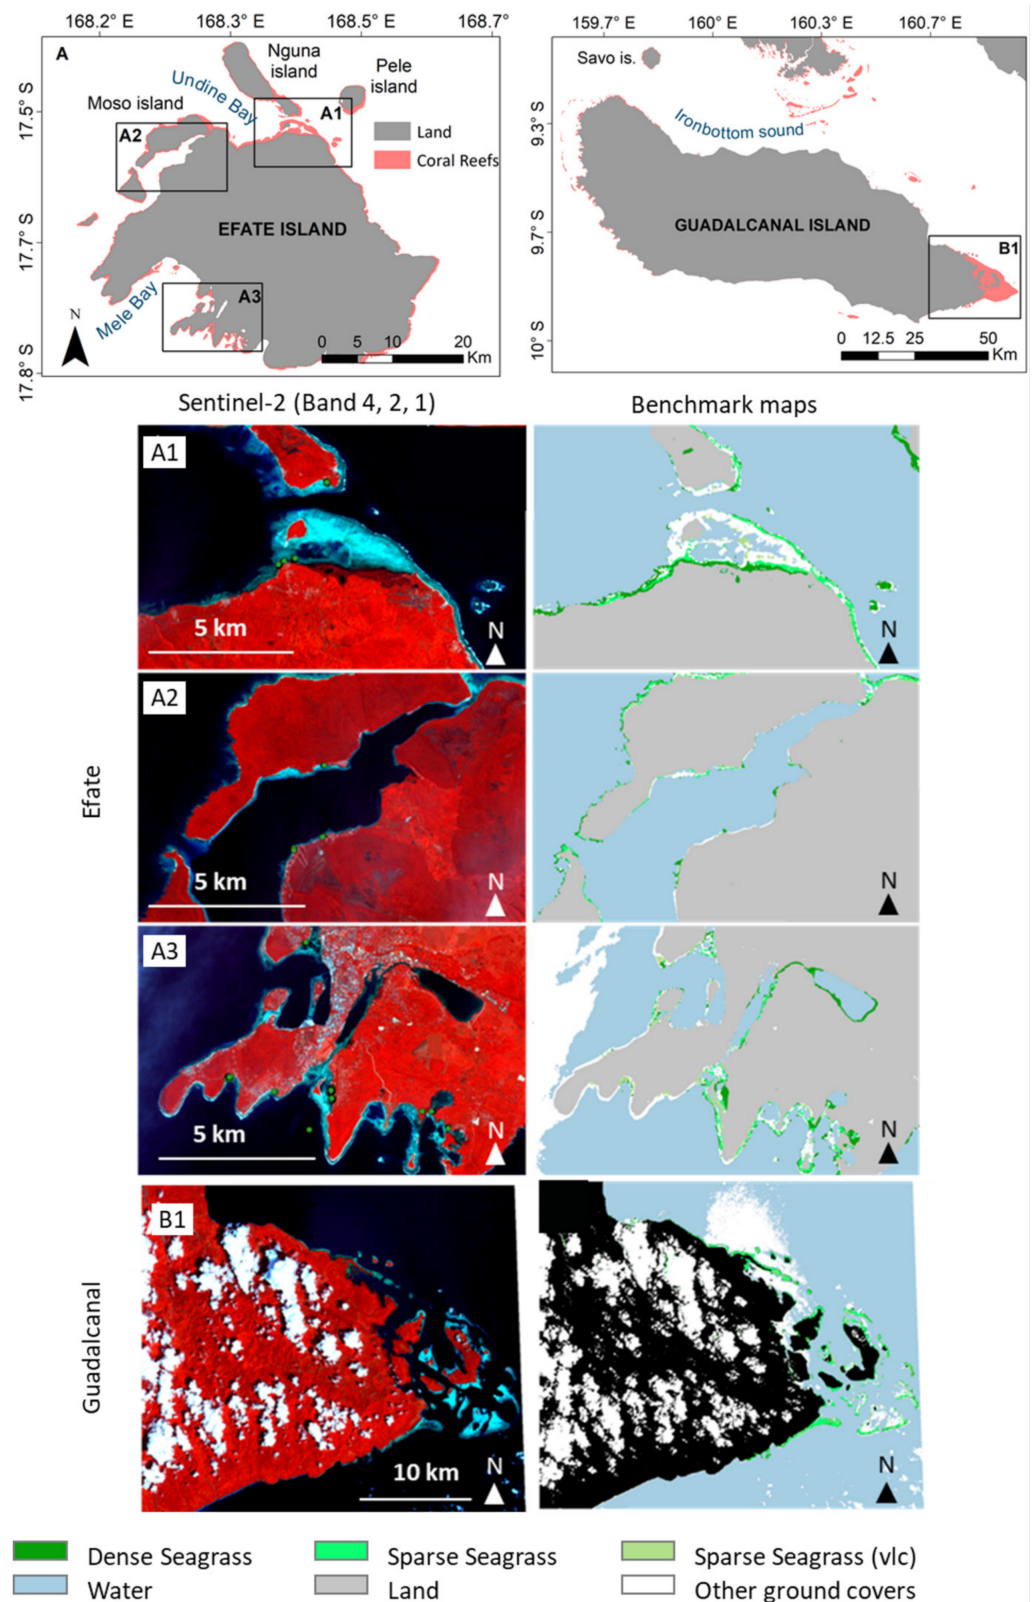 168.2° E 168.3° E 168.5° E 168.7° E
159.7° E 160° E 160.3° E 160.7° E
A
Nguna
island
Undine Bay
Pele
island
Moso island
A1
A2
Land
Coral Reefs
EFATE ISLAND
Mele Bay
A3
N
0 5 10 20
Km
17.5° S
17.7° S
17.8° S
Savo is.
Ironbottom sound
GUADALCANAL ISLAND
B1
0 12.5 25 50
Km
9.3° S
9.7° S
10° S
Sentinel-2 (Band 4, 2, 1) Benchmark maps
A1
5 km
N
N
A2
5 km
N
N
Efate
A3
5 km
N
N
B1
10 km
N
N
Guadalcanal
Dense Seagrass Sparse Seagrass Sparse Seagrass (vlc)
Water Land Other ground covers